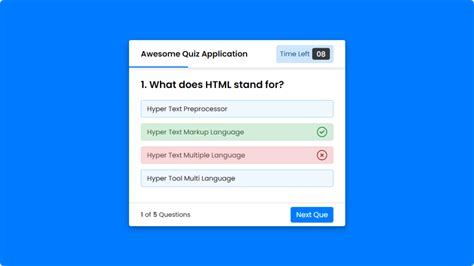 Awesome Quiz Application
Time Left 08
1. What does HTML stand for?
Hyper Text Preprocessor
Hyper Text Markup Language
Hyper Text Multiple Language
Hyper Tool Multi Language
1 of 5 Questions
Next Que